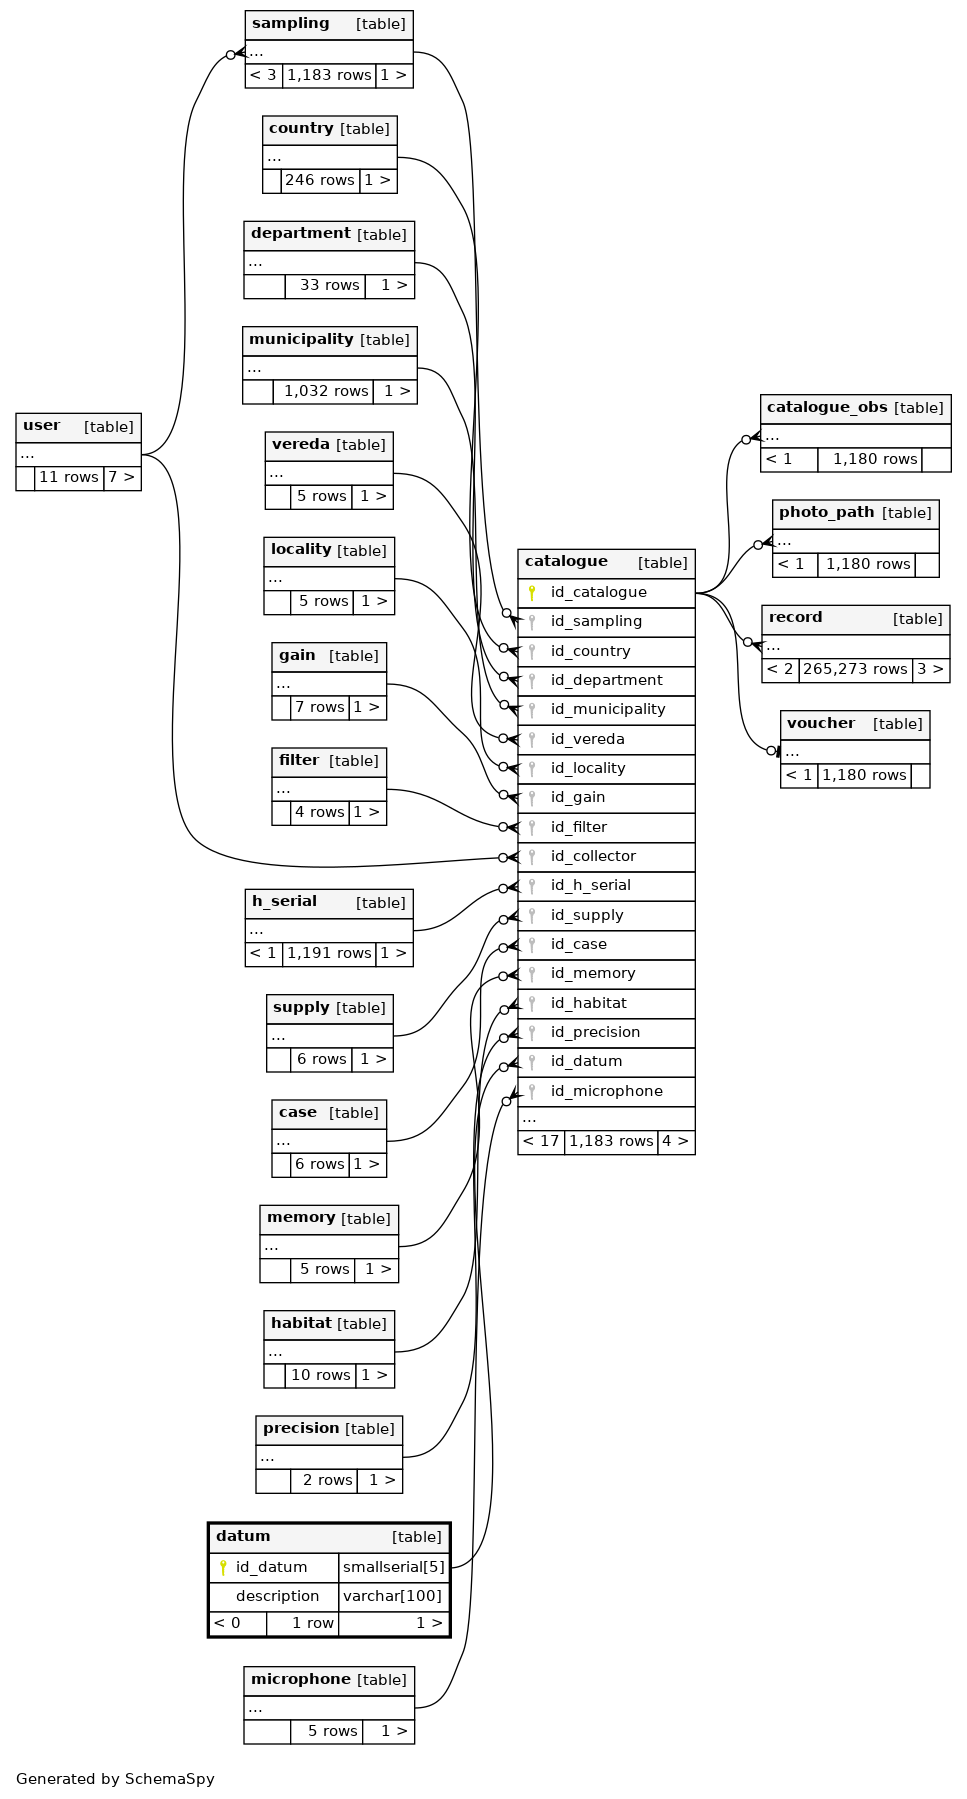 sampling [table]
...
< 3 1,183 rows 1 >
country [table]
...
246 rows 1 >
department [table]
...
33 rows 1 >
municipality [table]
...
1,032 rows 1 >
user [table]
...
11 rows 7 >
vereda [table]
...
5 rows 1 >
locality [table]
...
5 rows 1 >
gain [table]
...
7 rows 1 >
filter [table]
...
4 rows 1 >
h_serial [table]
...
< 1 1,191 rows 1 >
supply [table]
...
6 rows 1 >
case [table]
...
6 rows 1 >
memory [table]
...
5 rows 1 >
habitat [table]
...
10 rows 1 >
precision [table]
...
2 rows 1 >
datum [table]
id_datum smallserial[5]
description varchar[100]
< 0 1 row 1 >
microphone [table]
...
5 rows 1 >
catalogue [table]
id_catalogue
id_sampling
id_country
id_department
id_municipality
id_vereda
id_locality
id_gain
id_filter
id_collector
id_h_serial
id_supply
id_case
id_memory
id_habitat
id_precision
id_datum
id_microphone
...
< 17 1,183 rows 4 >
catalogue_obs [table]
...
< 1 1,180 rows
photo_path [table]
...
< 1 1,180 rows
record [table]
...
< 2 265,273 rows 3 >
voucher [table]
...
< 1 1,180 rows
Generated by SchemaSpy